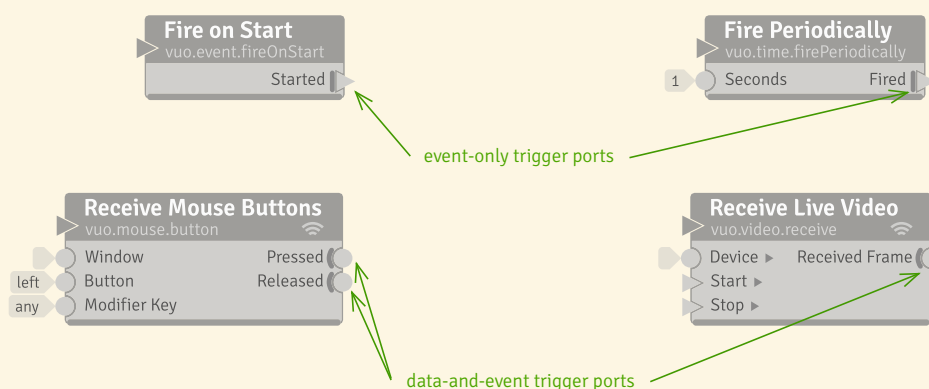 Fire on Start
vuo.event.fireOnStart
Started
Fire Periodically
vuo.time.firePeriodically
1 Seconds Fired
event-only trigger ports
Receive Mouse Buttons
vuo.mouse.button
Window Pressed
left Button Released
any Modifier Key
Receive Live Video
vuo.video.receive
Device Received Frame
Start
Stop
data-and-event trigger ports